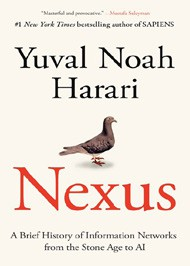 "Masterful and provocative." —Mustafa Suleyman
#1 New York Times bestselling author of SAPIENS
Yuval Noah
Harari
Nexus
A Brief History of Information Networks
from the Stone Age to AI